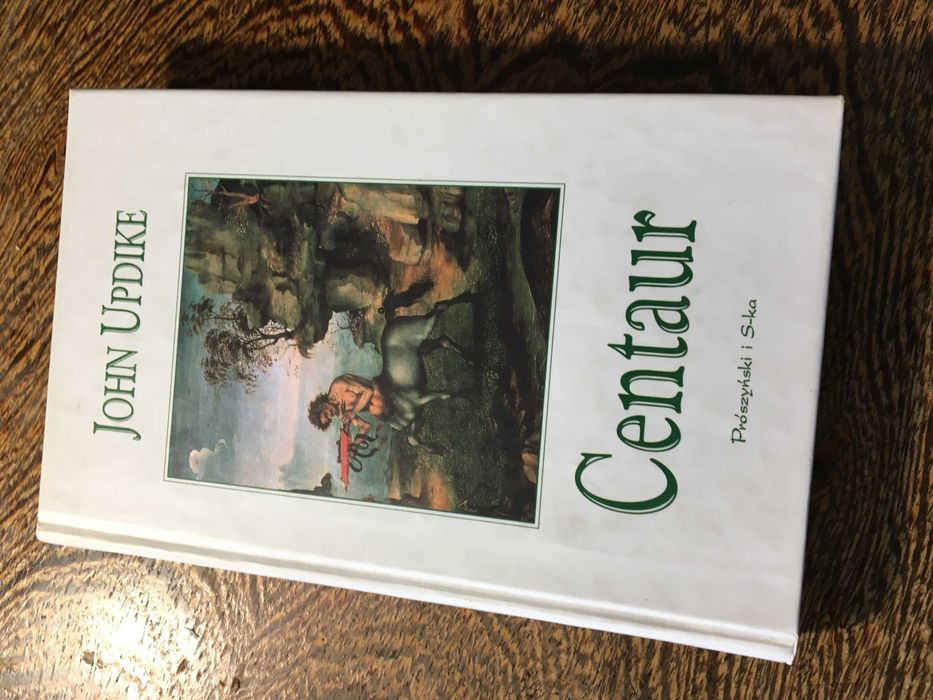 JOHN UPDIKE
Centaur
Prószyński i S-ka